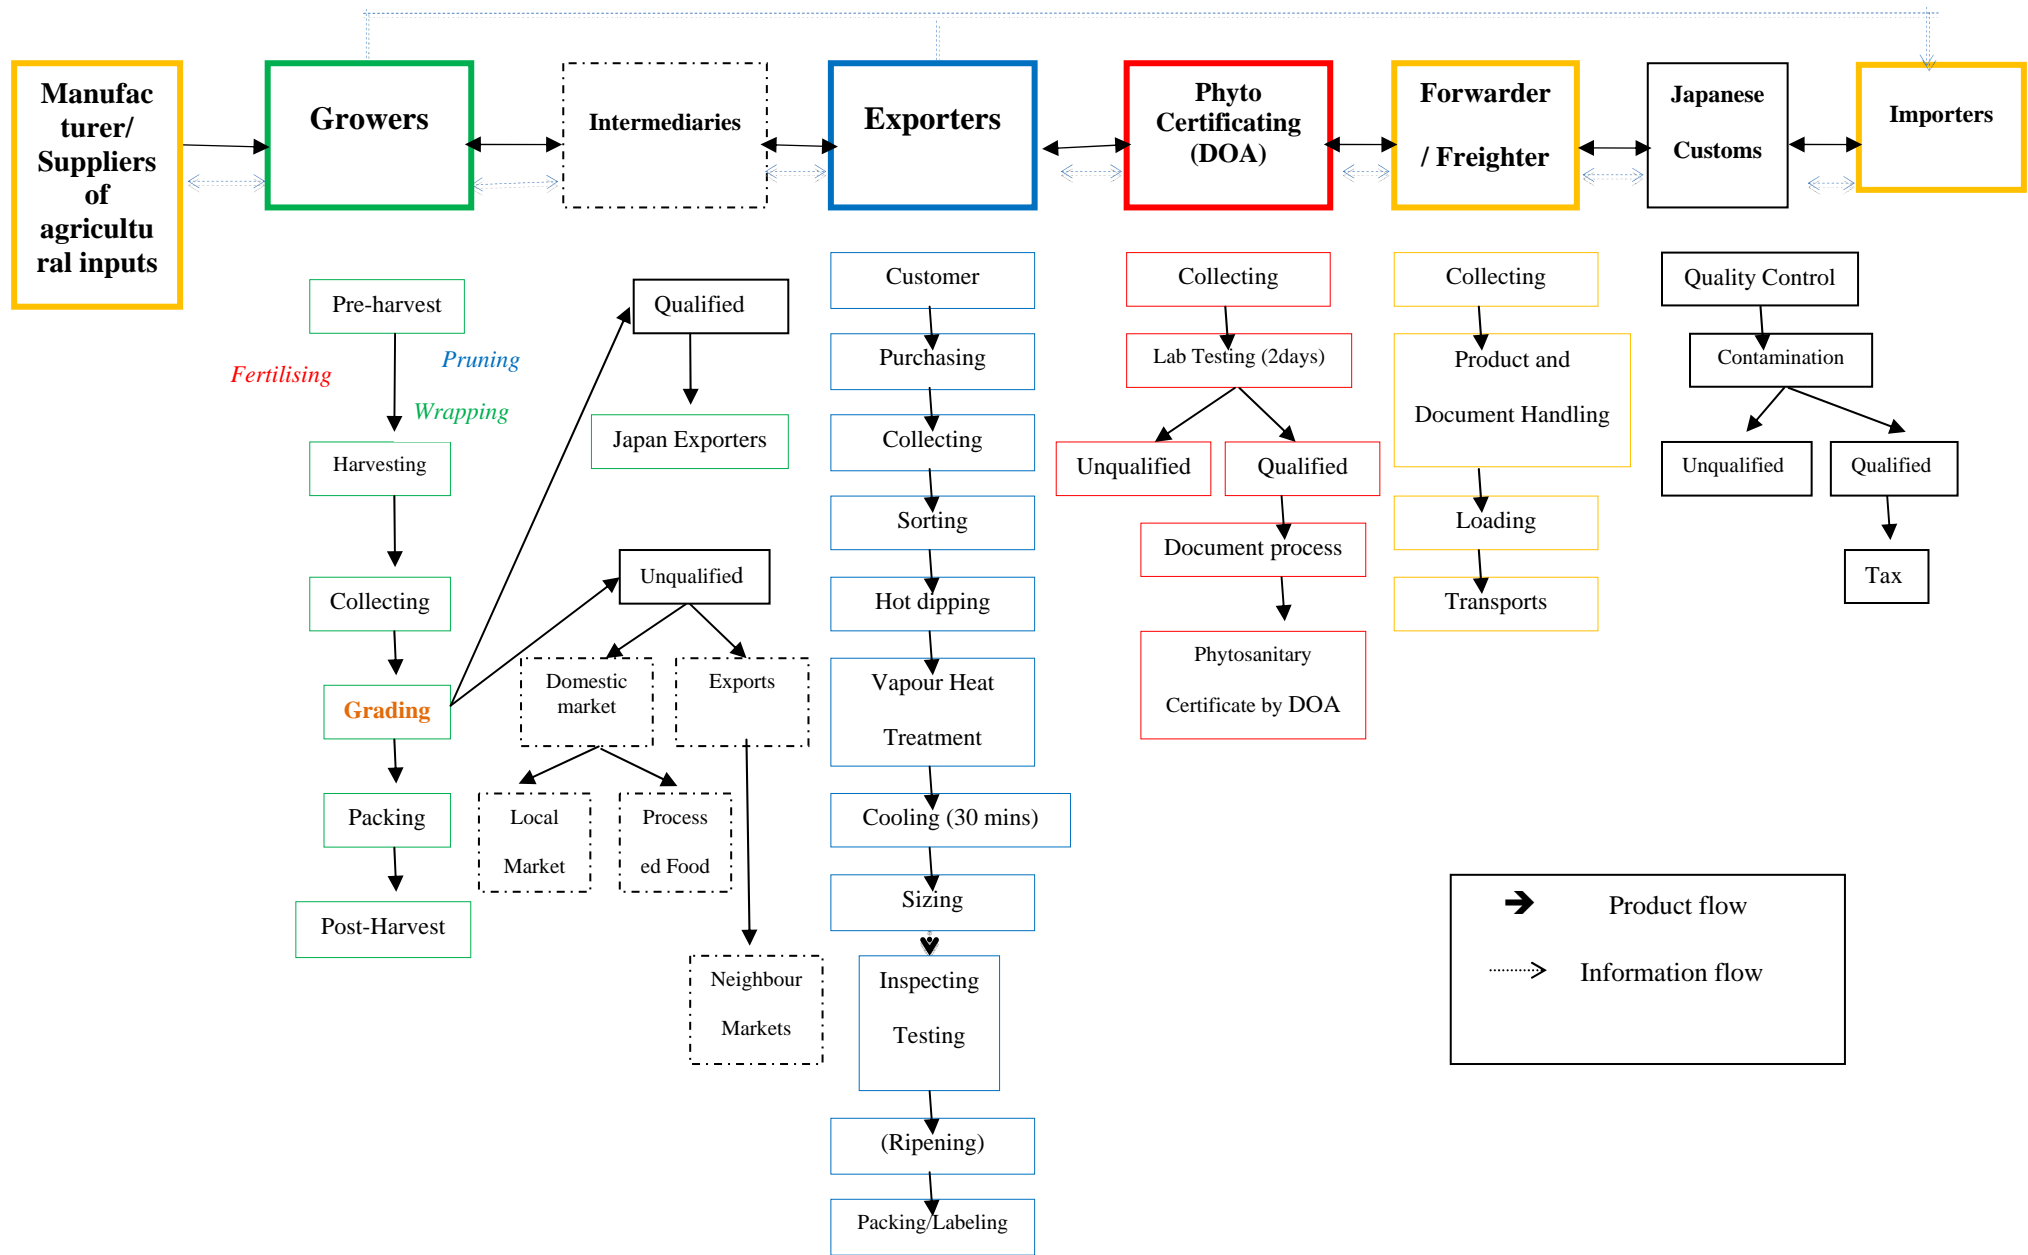 Manufac
turer/
Suppliers
of
agricultu
ral inputs
Growers
Intermediaries
Exporters
Phyto
Certificating
(DOA)
Forwarder
/ Freighter
Japanese
Customs
Importers
Pre-harvest
Fertilising
Pruning
Wrapping
Harvesting
Collecting
Grading
Packing
Post-Harvest
Qualified
Japan Exporters
Unqualified
Domestic
market
Exports
Local
Market
Process
ed Food
Neighbour
Markets
Customer
Purchasing
Collecting
Sorting
Hot dipping
Vapour Heat
Treatment
Cooling (30 mins)
Sizing
Inspecting
Testing
(Ripening)
Packing/Labeling
Collecting
Lab Testing (2days)
Unqualified
Qualified
Document process
Phytosanitary
Certificate by DOA
Collecting
Product and
Document Handling
Loading
Transports
Quality Control
Contamination
Unqualified
Qualified
Tax
Product flow
Information flow